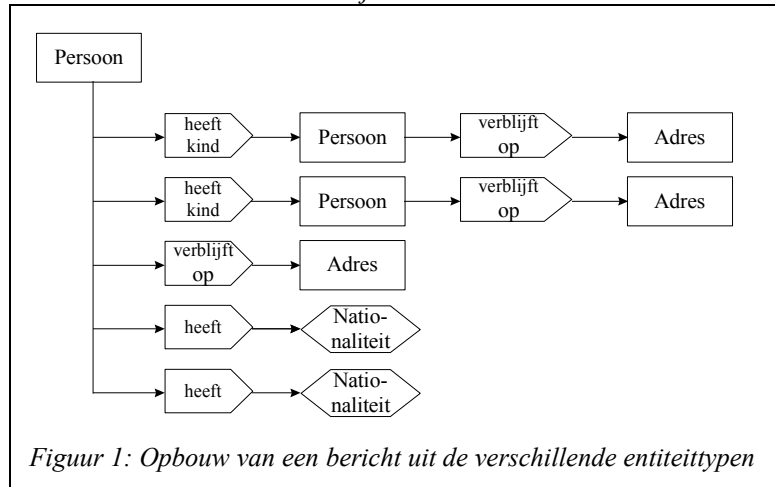 Persoon
heeft
kind
Persoon
verblijft
op
Adres
heeft
kind
Persoon
verblijft
op
Adres
verblijft
op
Adres
heeft
Natio-
naliteit
heeft
Natio-
naliteit
Figuur 1: Opbouw van een bericht uit de verschillende entiteittypen